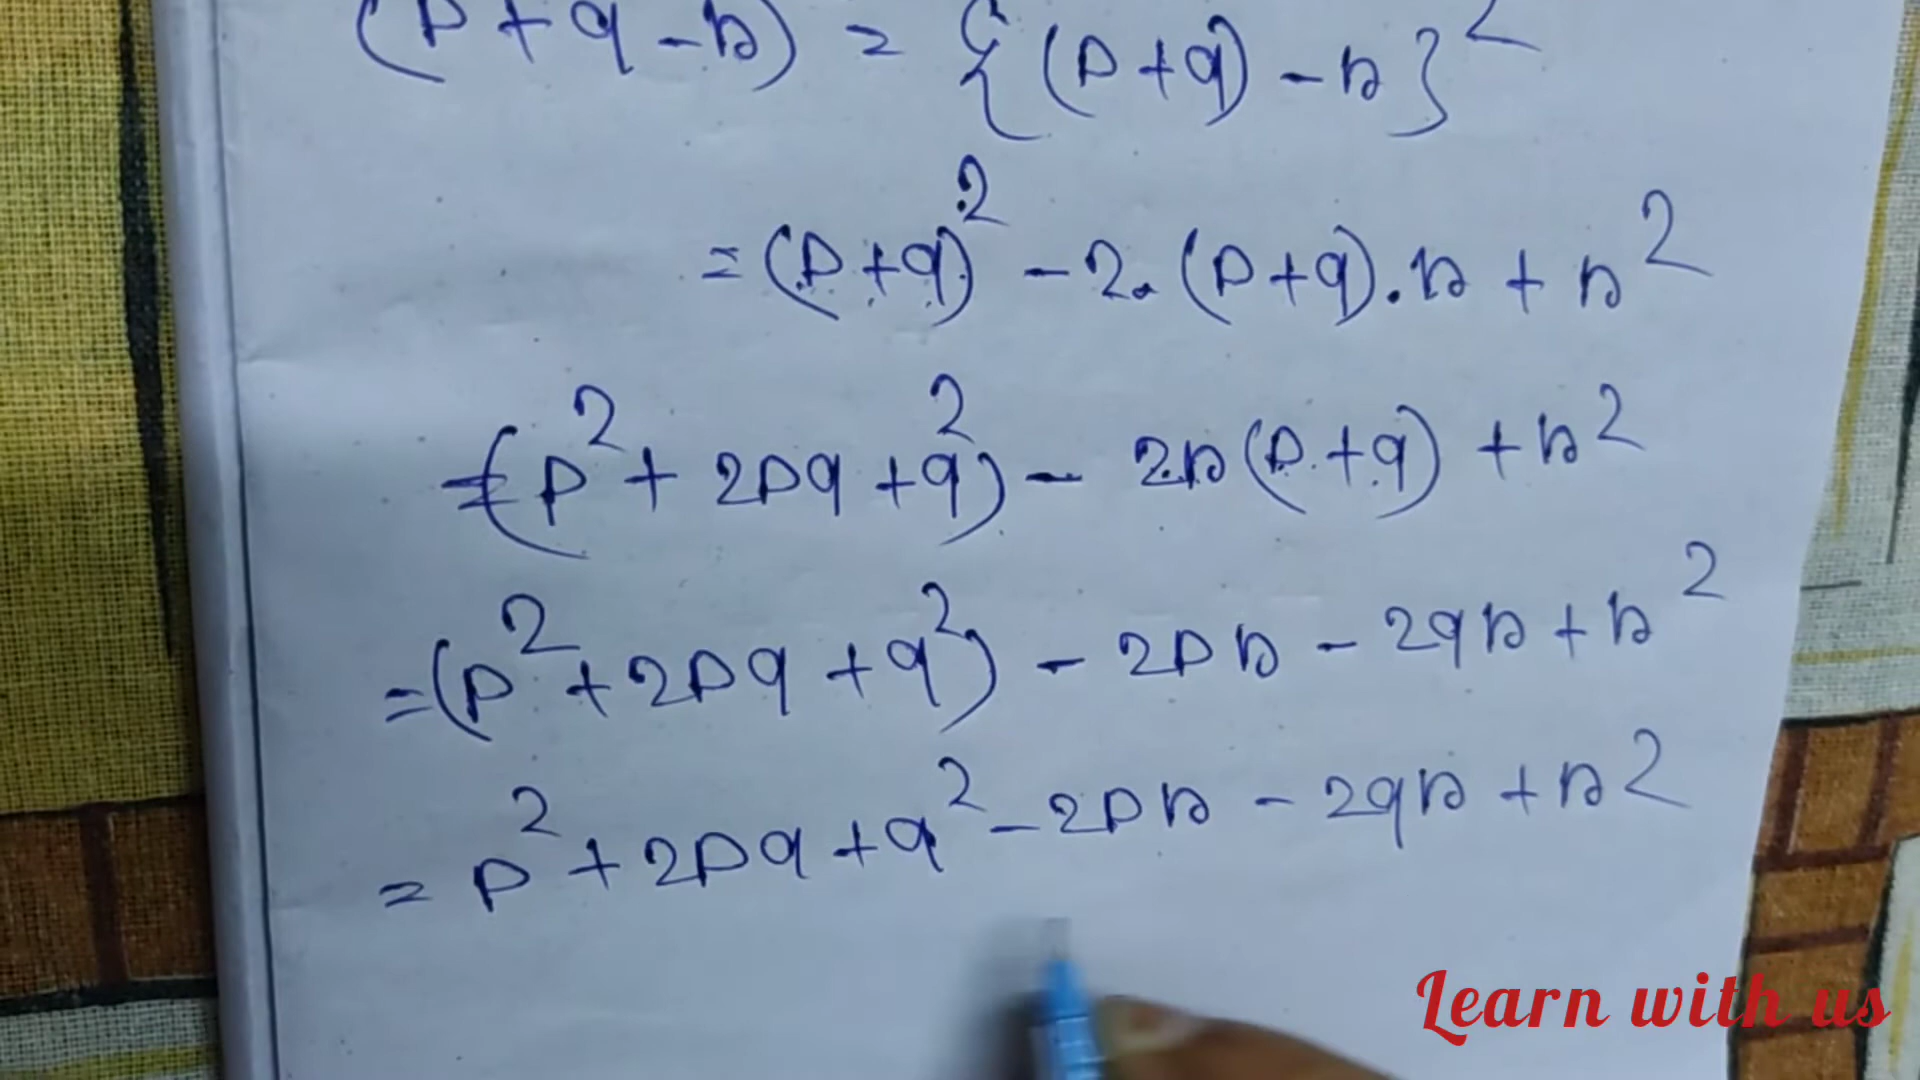 (p+q-r) = {(p+q)-r}²
= (p+q)² - 2.(p+q).r + r²
= (p² + 2pq + q²) - 2r(p+q) + r²
= (p² + 2pq + q²) - 2pr - 2qr + r²
= p² + 2pq + q² - 2pr - 2qr + r²
Learn with us